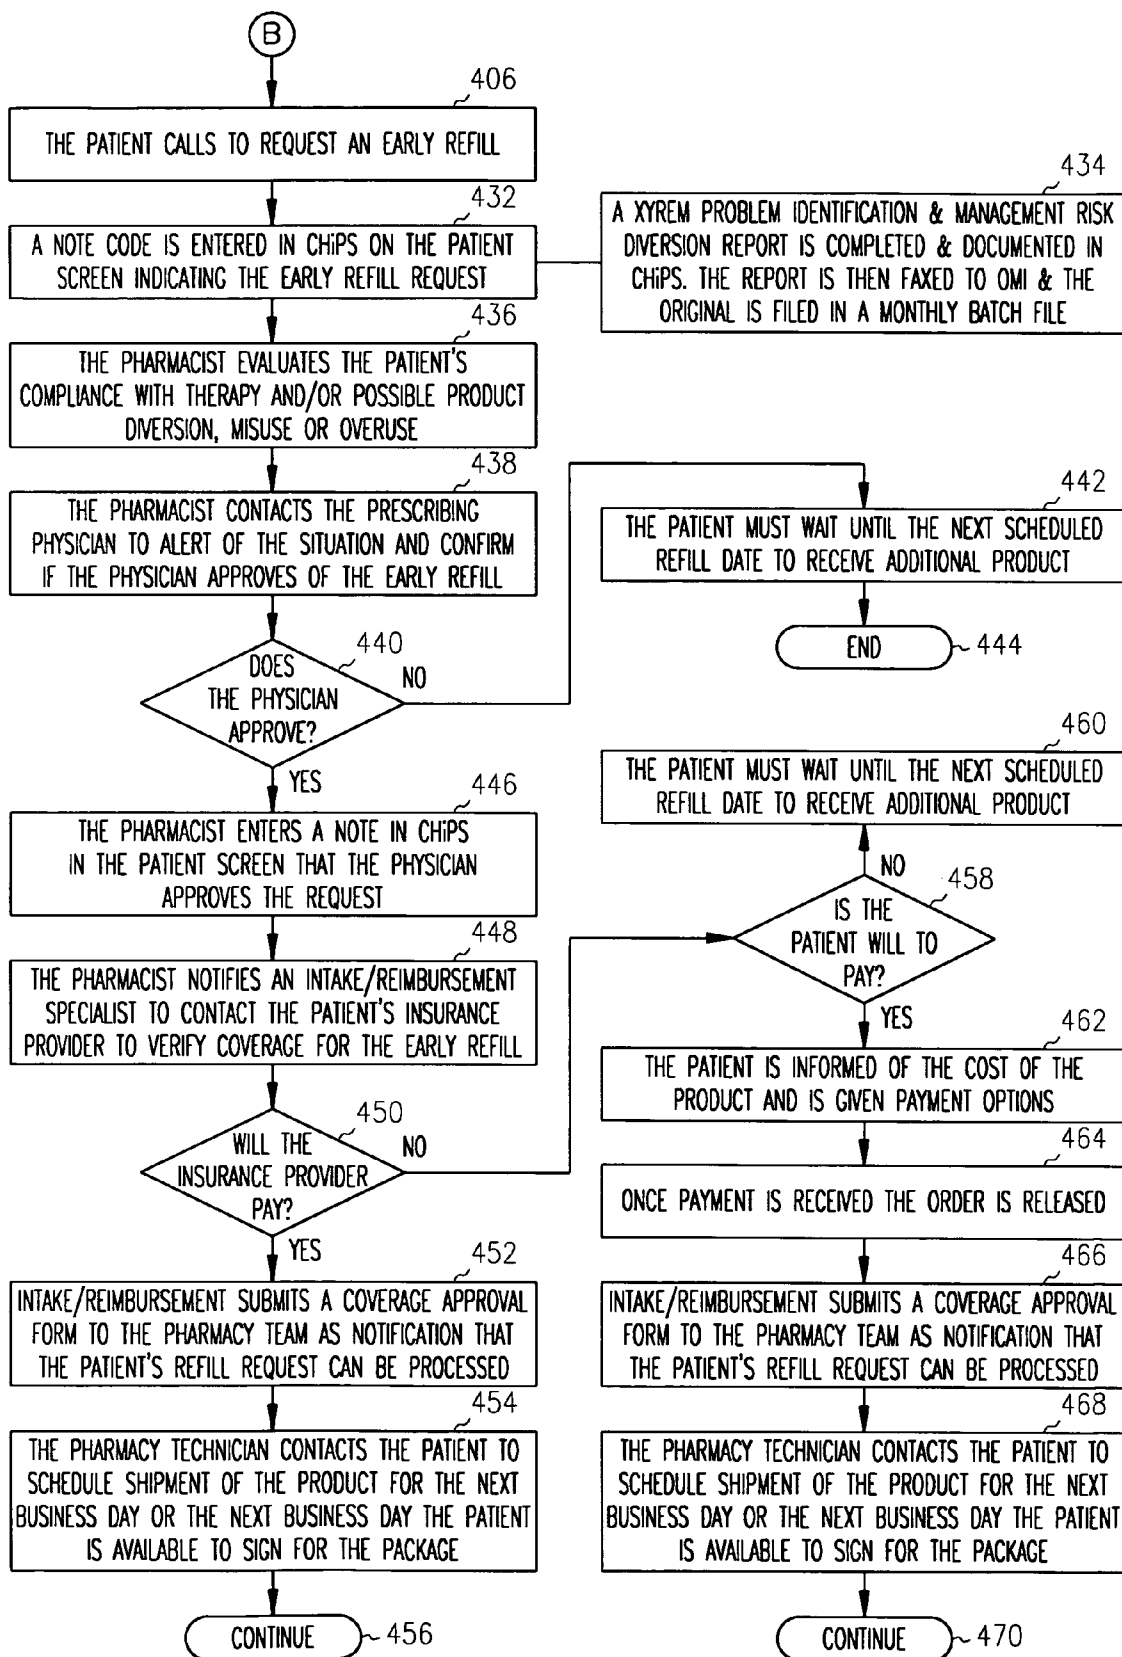 B
406
THE PATIENT CALLS TO REQUEST AN EARLY REFILL
432
A NOTE CODE IS ENTERED IN CHiPS ON THE PATIENT
SCREEN INDICATING THE EARLY REFILL REQUEST
434
A XYREM PROBLEM IDENTIFICATION & MANAGEMENT RISK
DIVERSION REPORT IS COMPLETED & DOCUMENTED IN
CHiPS. THE REPORT IS THEN FAXED TO OMI & THE
ORIGINAL IS FILED IN A MONTHLY BATCH FILE
436
THE PHARMACIST EVALUATES THE PATIENT'S
COMPLIANCE WITH THERAPY AND/OR POSSIBLE PRODUCT
DIVERSION, MISUSE OR OVERUSE
438
THE PHARMACIST CONTACTS THE PRESCRIBING
PHYSICIAN TO ALERT OF THE SITUATION AND CONFIRM
IF THE PHYSICIAN APPROVES OF THE EARLY REFILL
440
DOES
THE PHYSICIAN
APPROVE?
NO
YES
442
THE PATIENT MUST WAIT UNTIL THE NEXT SCHEDULED
REFILL DATE TO RECEIVE ADDITIONAL PRODUCT
END
444
446
THE PHARMACIST ENTERS A NOTE IN CHiPS
IN THE PATIENT SCREEN THAT THE PHYSICIAN
APPROVES THE REQUEST
448
THE PHARMACIST NOTIFIES AN INTAKE/REIMBURSEMENT
SPECIALIST TO CONTACT THE PATIENT'S INSURANCE
PROVIDER TO VERIFY COVERAGE FOR THE EARLY REFILL
450
WILL THE
INSURANCE PROVIDER
PAY?
NO
YES
452
INTAKE/REIMBURSEMENT SUBMITS A COVERAGE APPROVAL
FORM TO THE PHARMACY TEAM AS NOTIFICATION THAT
THE PATIENT'S REFILL REQUEST CAN BE PROCESSED
454
THE PHARMACY TECHNICIAN CONTACTS THE PATIENT TO
SCHEDULE SHIPMENT OF THE PRODUCT FOR THE NEXT
BUSINESS DAY OR THE NEXT BUSINESS DAY THE PATIENT
IS AVAILABLE TO SIGN FOR THE PACKAGE
CONTINUE
456
460
THE PATIENT MUST WAIT UNTIL THE NEXT SCHEDULED
REFILL DATE TO RECEIVE ADDITIONAL PRODUCT
NO
458
IS THE
PATIENT WILL TO
PAY?
YES
462
THE PATIENT IS INFORMED OF THE COST OF THE
PRODUCT AND IS GIVEN PAYMENT OPTIONS
464
ONCE PAYMENT IS RECEIVED THE ORDER IS RELEASED
466
INTAKE/REIMBURSEMENT SUBMITS A COVERAGE APPROVAL
FORM TO THE PHARMACY TEAM AS NOTIFICATION THAT
THE PATIENT'S REFILL REQUEST CAN BE PROCESSED
468
THE PHARMACY TECHNICIAN CONTACTS THE PATIENT TO
SCHEDULE SHIPMENT OF THE PRODUCT FOR THE NEXT
BUSINESS DAY OR THE NEXT BUSINESS DAY THE PATIENT
IS AVAILABLE TO SIGN FOR THE PACKAGE
CONTINUE
470